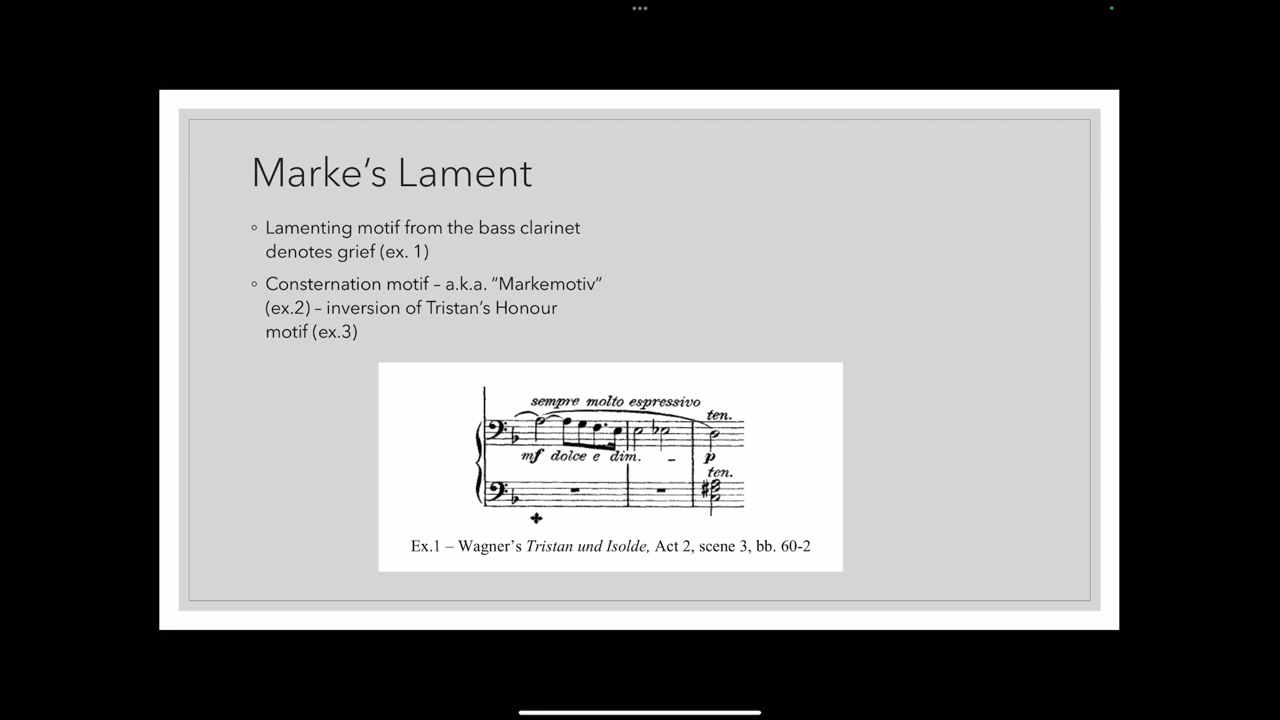 Marke’s Lament
◦ Lamenting motif from the bass clarinet
denotes grief (ex. 1)
◦ Consternation motif – a.k.a. “Markemotiv”
(ex.2) – inversion of Tristan’s Honour
motif (ex.3)
sempre molto espressivo
ten.
mf dolce e dim. – p
ten.
Ex.1 – Wagner’s Tristan und Isolde, Act 2, scene 3, bb. 60-2